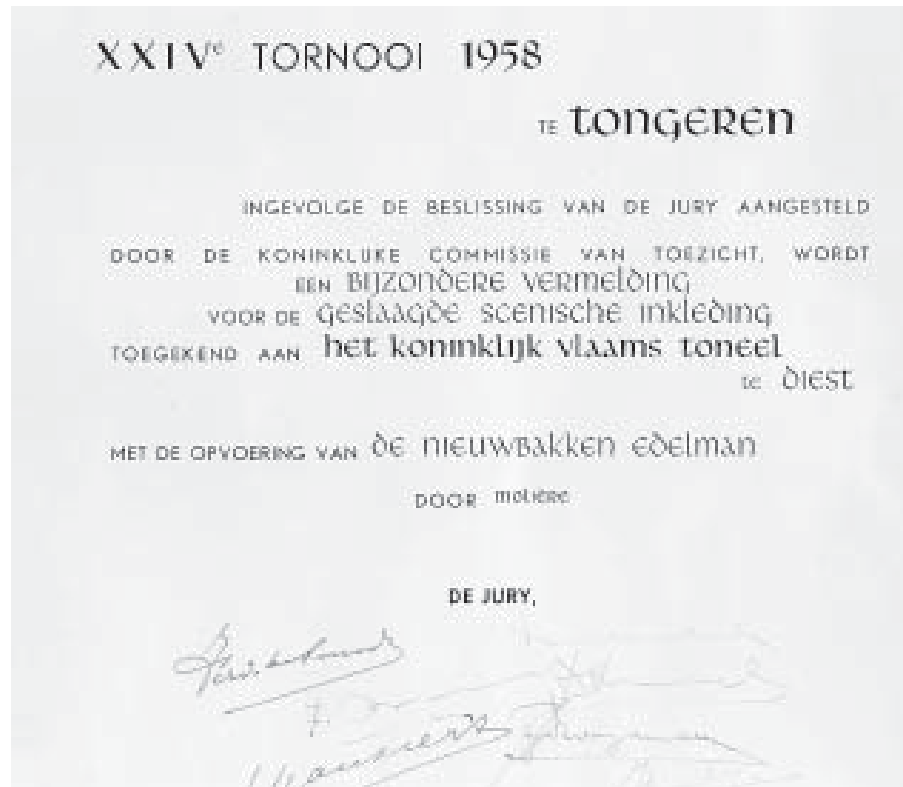 XXIVe TORNOOI 1958
TE TONGEREN
INGEVOLGE DE BESLISSING VAN DE JURY AANGESTELD
DOOR DE KONINKLIJKE COMMISSIE VAN TOEZICHT, WORDT
EEN BIJZONDERE VERMELDING
VOOR DE GESLAAGDE SCENISCHE INKLEDING
TOEGEKEND AAN het koninklijk vlaams toneel
te DIEST
MET DE OPVOERING VAN DE NIEUWBAKKEN EDELMAN
DOOR MOLIÈRE
DE JURY,